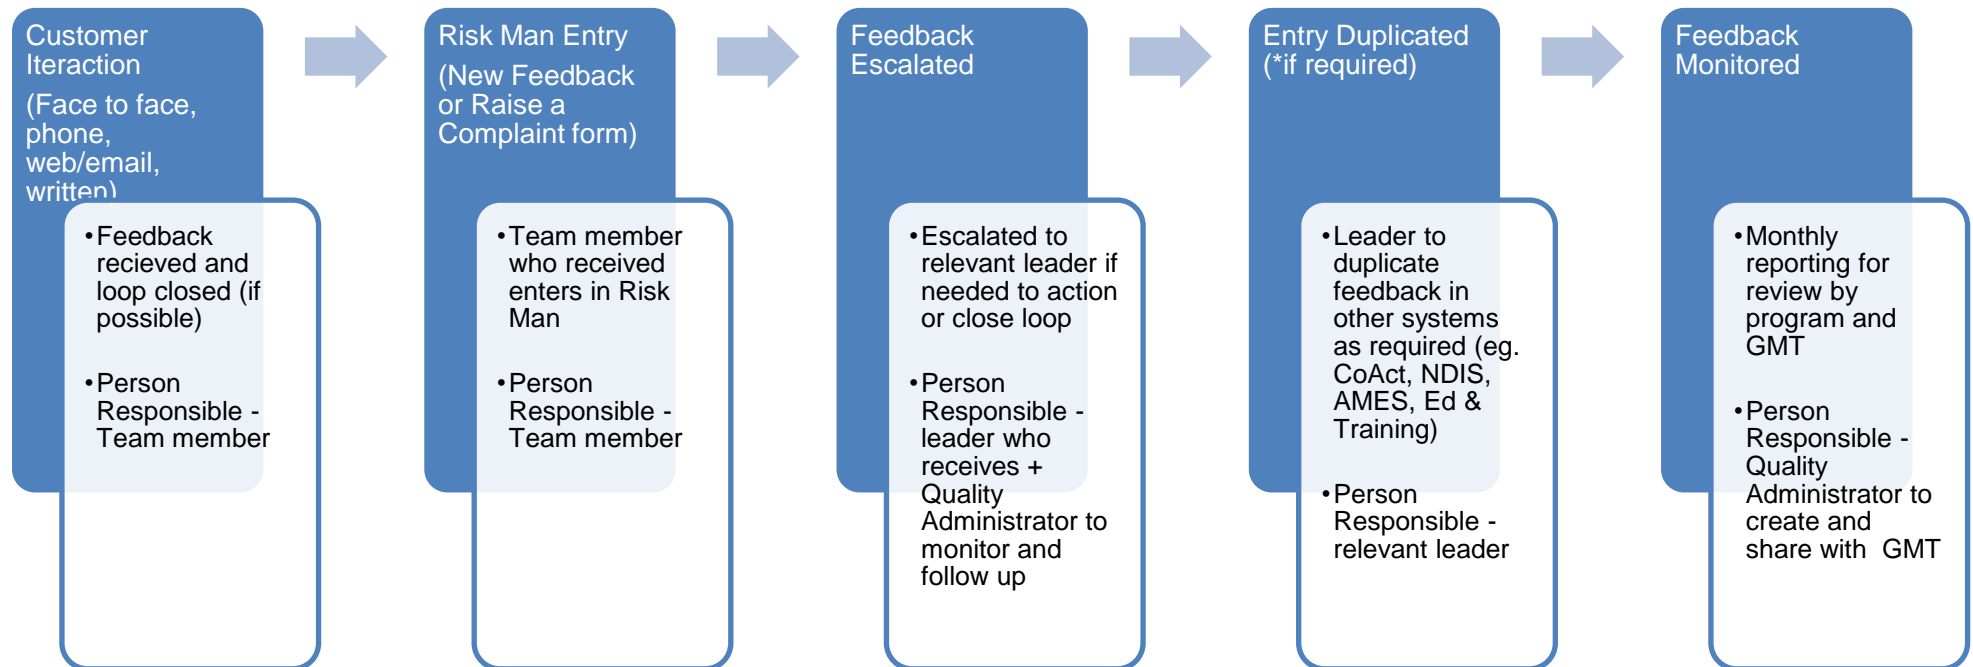 Customer
Iteraction
(Face to face,
phone,
web/email,
written)
•Feedback
recieved and
loop closed (if
possible)
•Person
Responsible -
Team member
Risk Man Entry
(New Feedback
or Raise a
Complaint form)
•Team member
who received
enters in Risk
Man
•Person
Responsible -
Team member
Feedback
Escalated
•Escalated to
relevant leader if
needed to action
or close loop
•Person
Responsible -
leader who
receives +
Quality
Administrator to
monitor and
follow up
Entry Duplicated
(*if required)
•Leader to
duplicate
feedback in
other systems
as required (eg.
CoAct, NDIS,
AMES, Ed &
Training)
•Person
Responsible -
relevant leader
Feedback
Monitored
•Monthly
reporting for
review by
program and
GMT
•Person
Responsible -
Quality
Administrator to
create and
share with  GMT